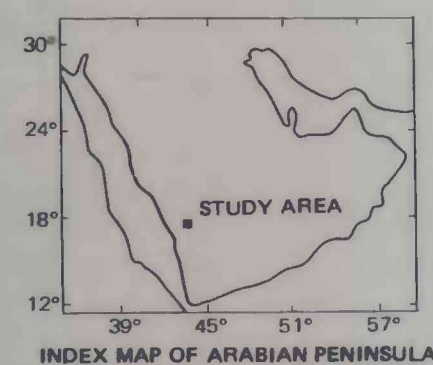 30°
24°
STUDY AREA
18°
12°
39° 45° 51° 57°
INDEX MAP OF ARABIAN PENINSULA